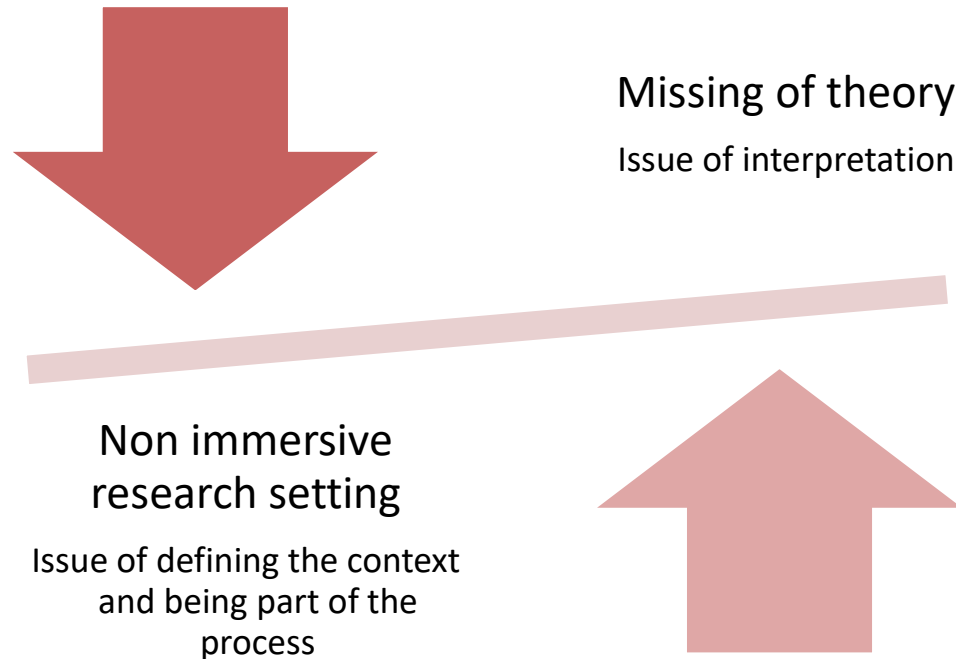 Missing of theory
Issue of interpretation
Non immersive
research setting
Issue of defining the context
and being part of the
process